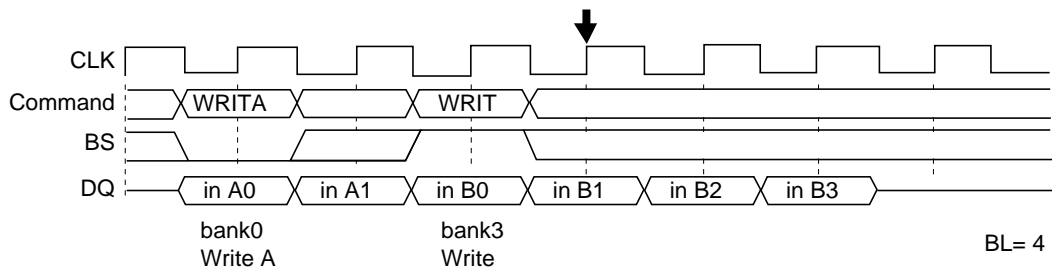 CLK
Command WRITA WRIT
BS
DQ in A0 in A1 in B0 in B1 in B2 in B3
bank0 bank3
Write A Write
BL= 4